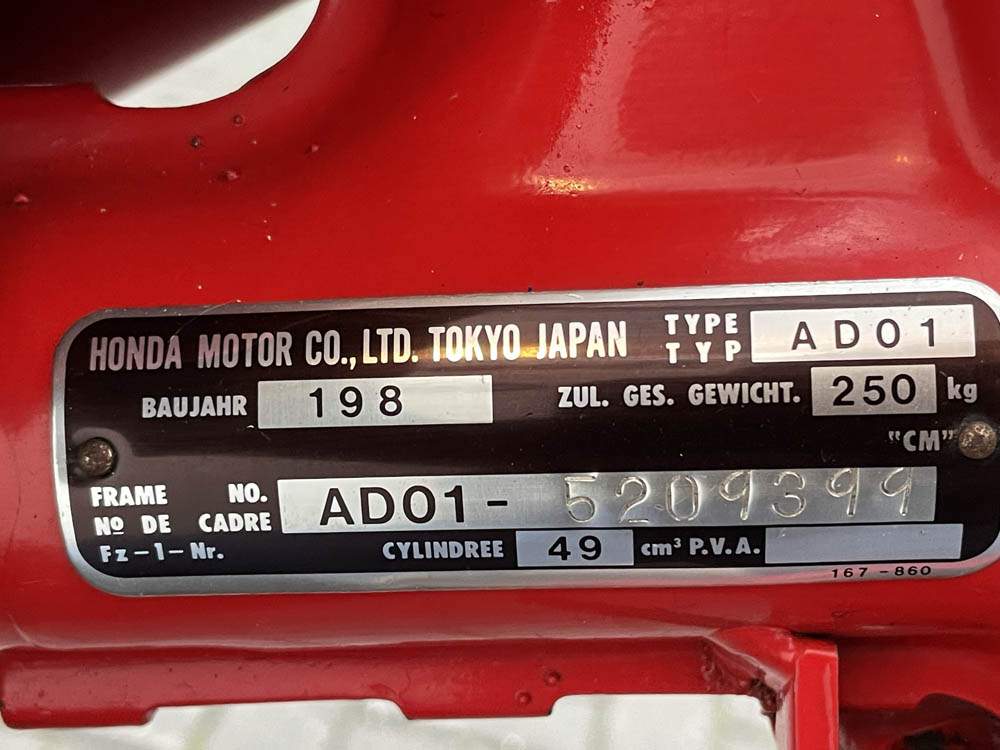 HONDA MOTOR CO., LTD. TOKYO JAPAN TYPE TYP AD01
BAUJAHR 198 ZUL. GES. GEWICHT. 250 kg
"CM"
FRAME NO. Nº DE CADRE Fz-1-Nr. AD01-5209399
CYLINDREE 49 cm³ P.V.A.
167-860